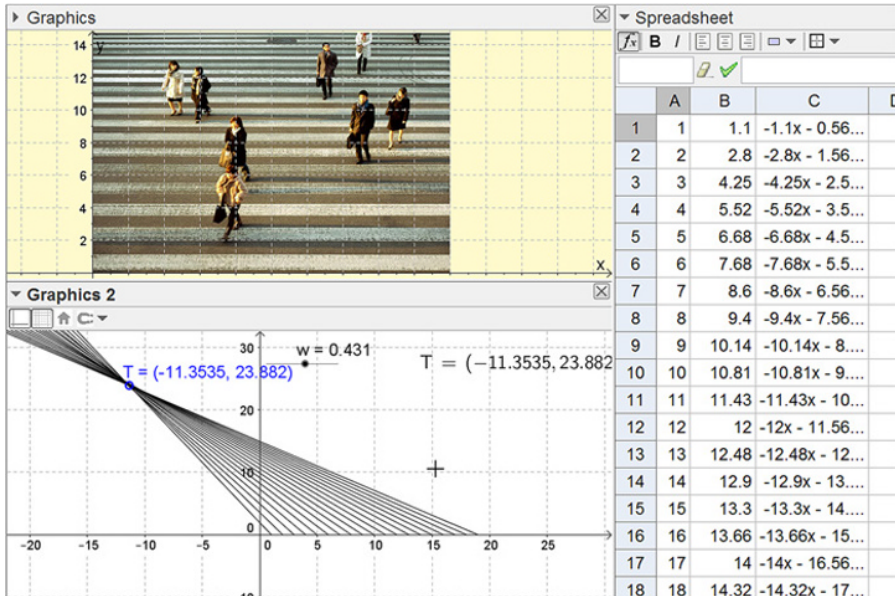 Graphics
14
y
12
10
8
6
4
2
x
Graphics 2
30
w = 0.431
T = (-11.3535, 23.882)
T = (−11.3535, 23.882
20
10
0
-20 -15 -10 -5 0 5 10 15 20 25
Spreadsheet
fx B I
A B C
1 1 1.1 -1.1x - 0.56...
2 2 2.8 -2.8x - 1.56...
3 3 4.25 -4.25x - 2.5...
4 4 5.52 -5.52x - 3.5...
5 5 6.68 -6.68x - 4.5...
6 6 7.68 -7.68x - 5.5...
7 7 8.6 -8.6x - 6.56...
8 8 9.4 -9.4x - 7.56...
9 9 10.14 -10.14x - 8....
10 10 10.81 -10.81x - 9....
11 11 11.43 -11.43x - 10...
12 12 12 -12x - 11.56...
13 13 12.48 -12.48x - 12...
14 14 12.9 -12.9x - 13....
15 15 13.3 -13.3x - 14....
16 16 13.66 -13.66x - 15...
17 17 14 -14x - 16.56...
18 18 14.32 -14.32x - 17...